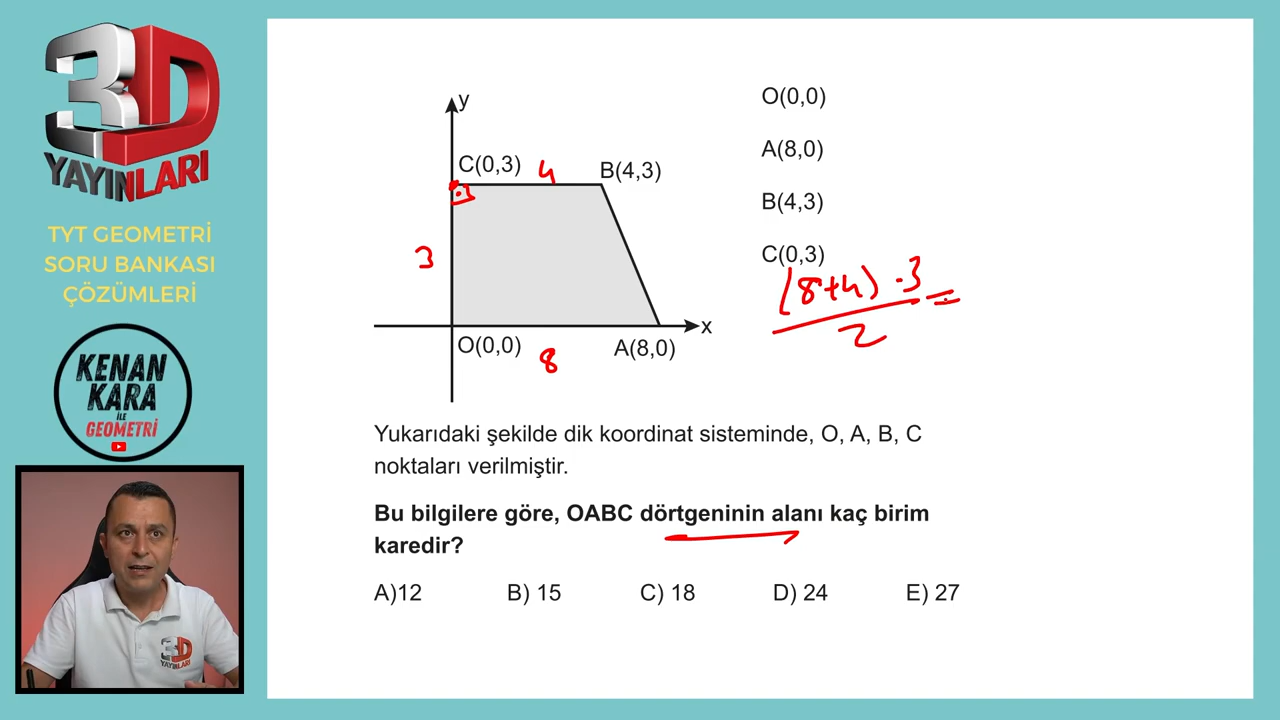 3D
YAYINLARI
TYT GEOMETRİ
SORU BANKASI
ÇÖZÜMLERİ
KENAN
KARA
İLE
GEOMETRİ
3D
YAYINLARI
y
C(0,3)
4
B(4,3)
3
O(0,0)
8
A(8,0)
x
O(0,0)
A(8,0)
B(4,3)
C(0,3)
(8+4) · 3 =
2
Yukarıdaki şekilde dik koordinat sisteminde, O, A, B, C
noktaları verilmiştir.
Bu bilgilere göre, OABC dörtgeninin alanı kaç birim
karedir?
A)12 B) 15 C) 18 D) 24 E) 27